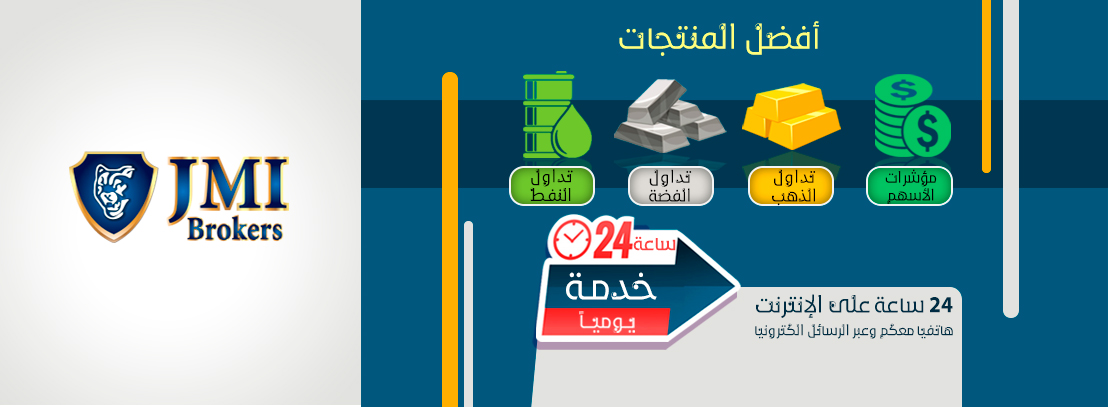 JMI
Brokers
أفضل المنتجات
مؤشرات
الأسهم
تداول
الذهب
تداول
الفضة
تداول
النفط
24 ساعة
خدمة
يومياً
24 ساعة على الإنترنت
هاتفيا معكم وعبر الرسائل الكترونيا